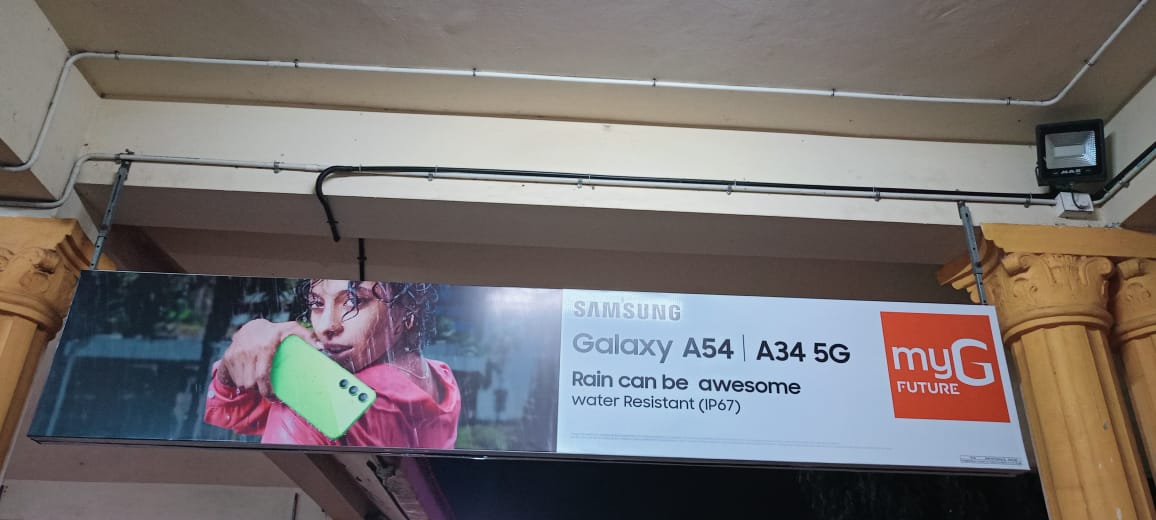 SAMSUNG
Galaxy A54 | A34 5G
Rain can be awesome
water Resistant (IP67)
myG
FUTURE